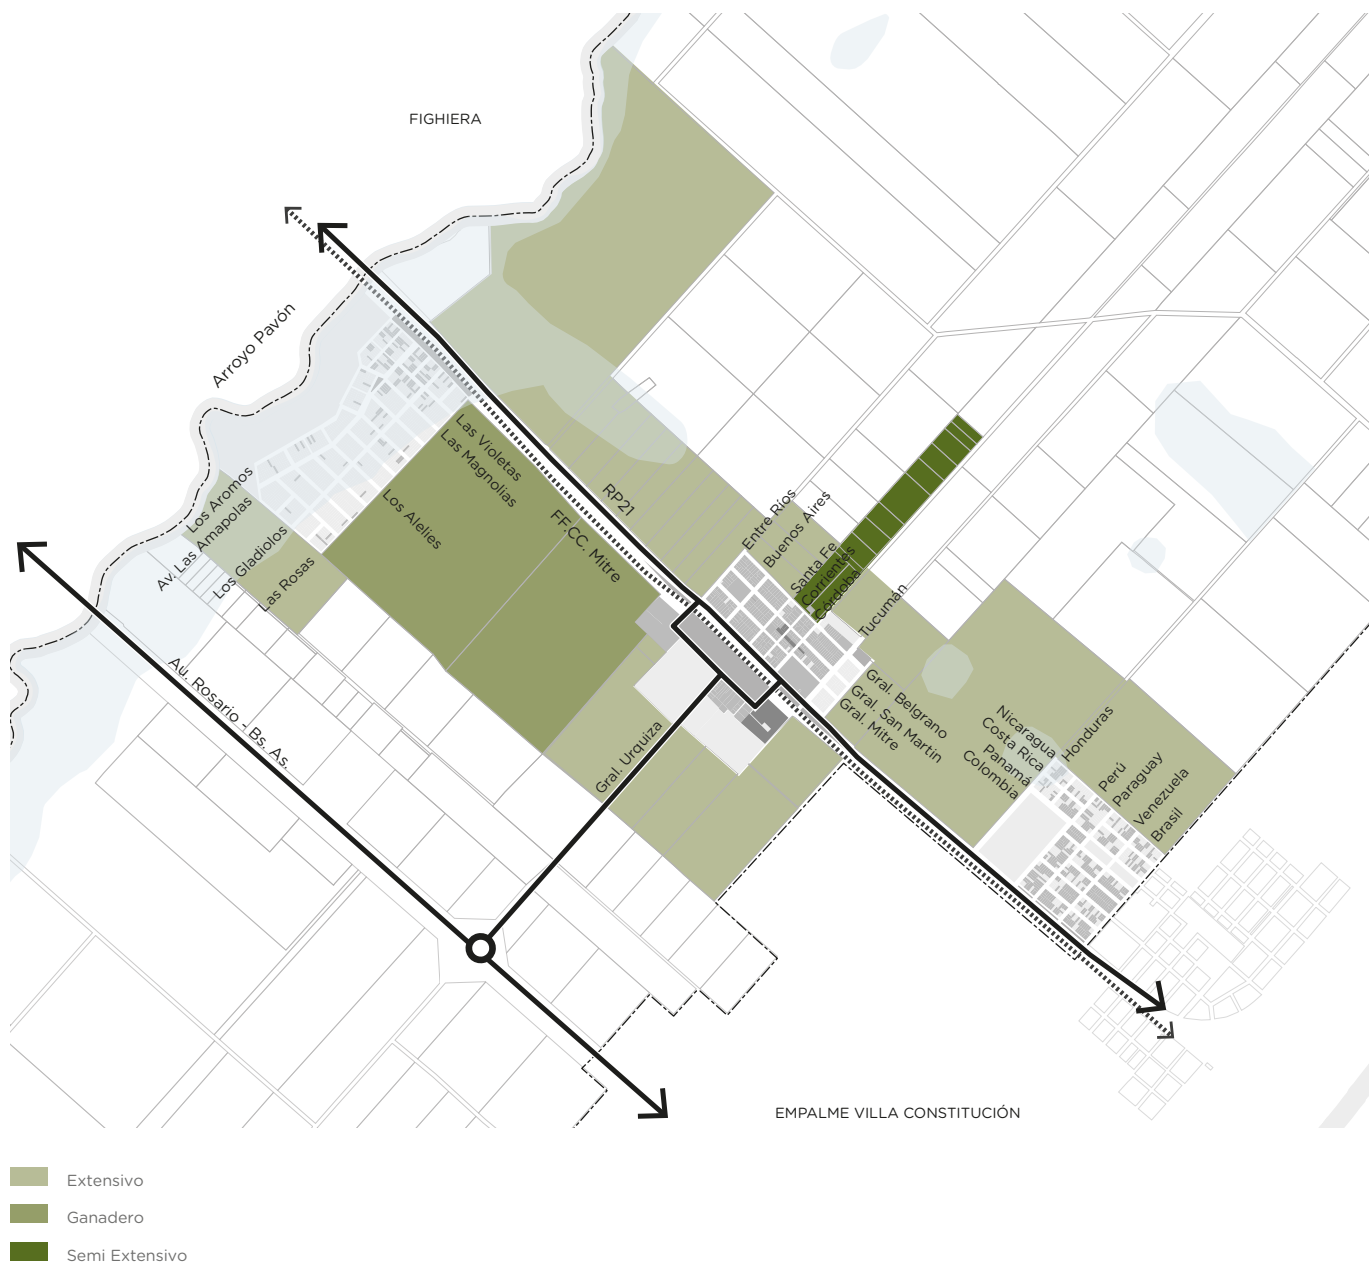 FIGHIERA
Arroyo Pavón
Las Violetas
Las Magnolias
Los Alelies
RP21
FF.CC. Mitre
Los Aromos
Av. Las Amapolas
Los Gladiolos
Las Rosas
Entre Ríos
Buenos Aires
Santa Fe
Corrientes
Córdoba
Tucumán
Au. Rosario - Bs. As.
Gral. Urquiza
Gral. Belgrano
Gral. San Martín
Gral. Mitre
Nicaragua
Costa Rica
Panamá
Colombia
Honduras
Perú
Paraguay
Venezuela
Brasil
EMPALME VILLA CONSTITUCIÓN
Extensivo
Ganadero
Semi Extensivo